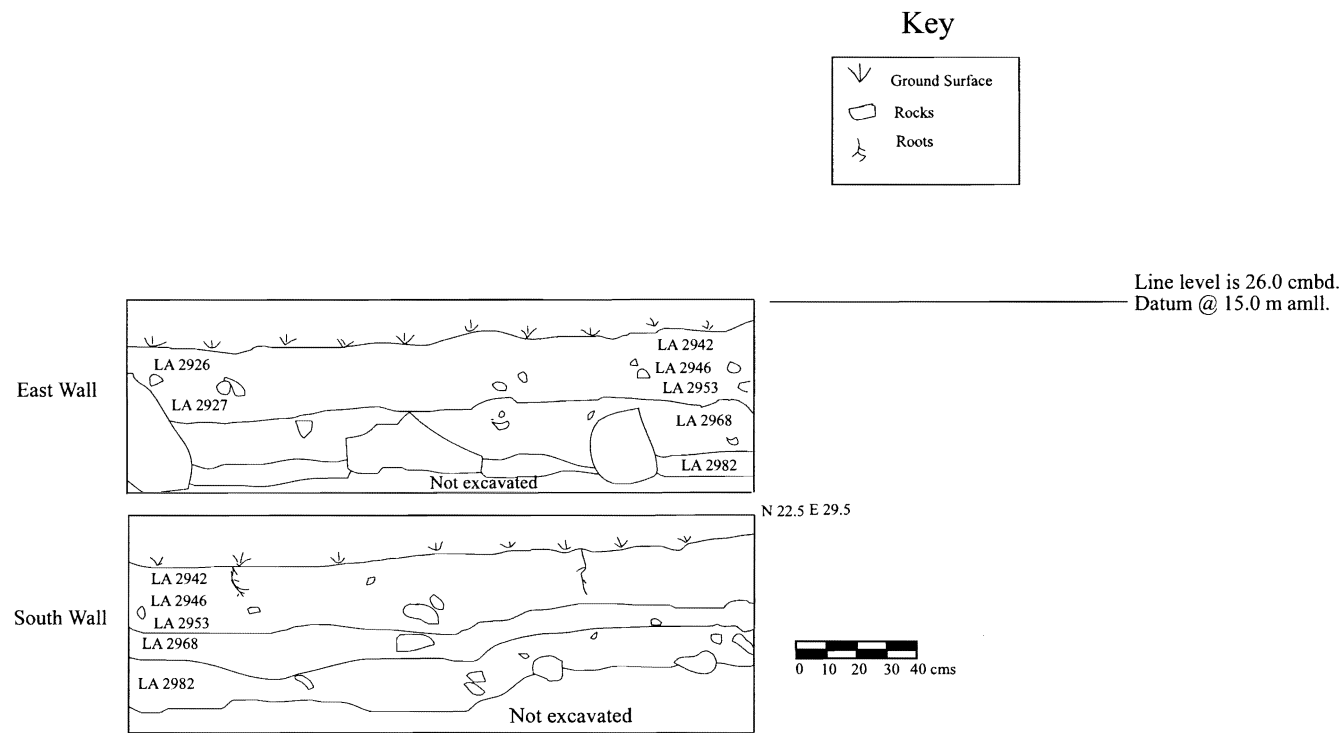 Key
Ground Surface
Rocks
Roots
Line level is 26.0 cmbd.
Datum @ 15.0 m amll.
East Wall
LA 2926
LA 2927
LA 2942
LA 2946
LA 2953
LA 2968
LA 2982
Not excavated
N 22.5 E 29.5
South Wall
LA 2942
LA 2946
LA 2953
LA 2968
LA 2982
Not excavated
0 10 20 30 40 cms